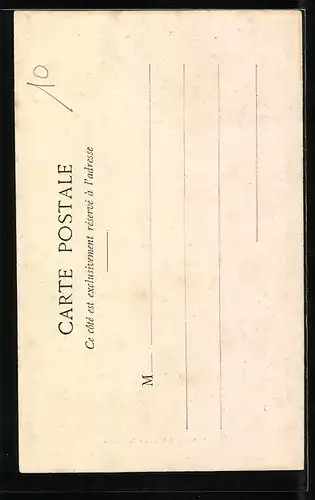 10
CARTE POSTALE
Ce côté est exclusivement réservé à l'adresse
M